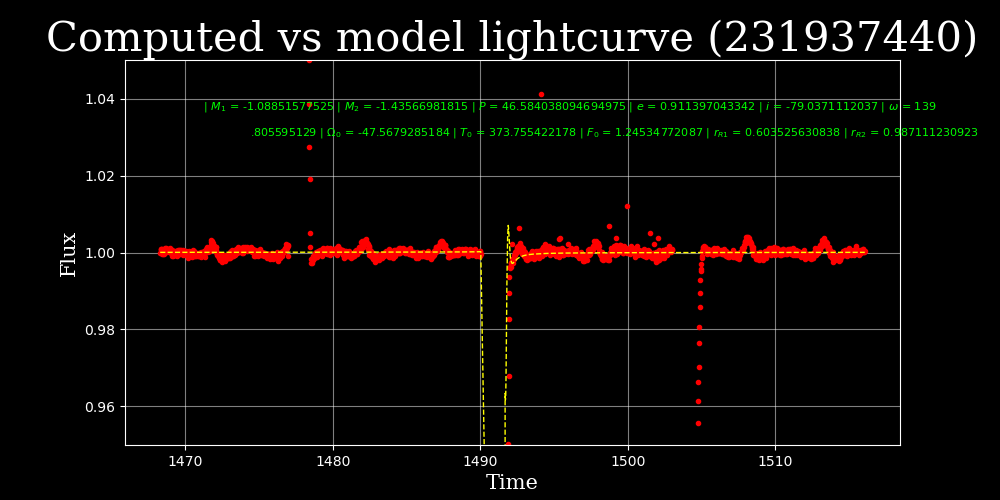 Computed vs model lightcurve (231937440)
| M₁ = -1.08851577525 | M₂ = -1.43566981815 | P = 46.584038094694975 | e = 0.911397043342 | i = -79.0371112037 | ω = 139
.805595129 | Ω₀ = -47.5679285184 | T₀ = 373.755422178 | F₀ = 1.24534772087 | r_R1 = 0.603525630838 | r_R2 = 0.987111230923
Flux
1.04
1.02
1.00
0.98
0.96
1470 1480 1490 1500 1510
Time